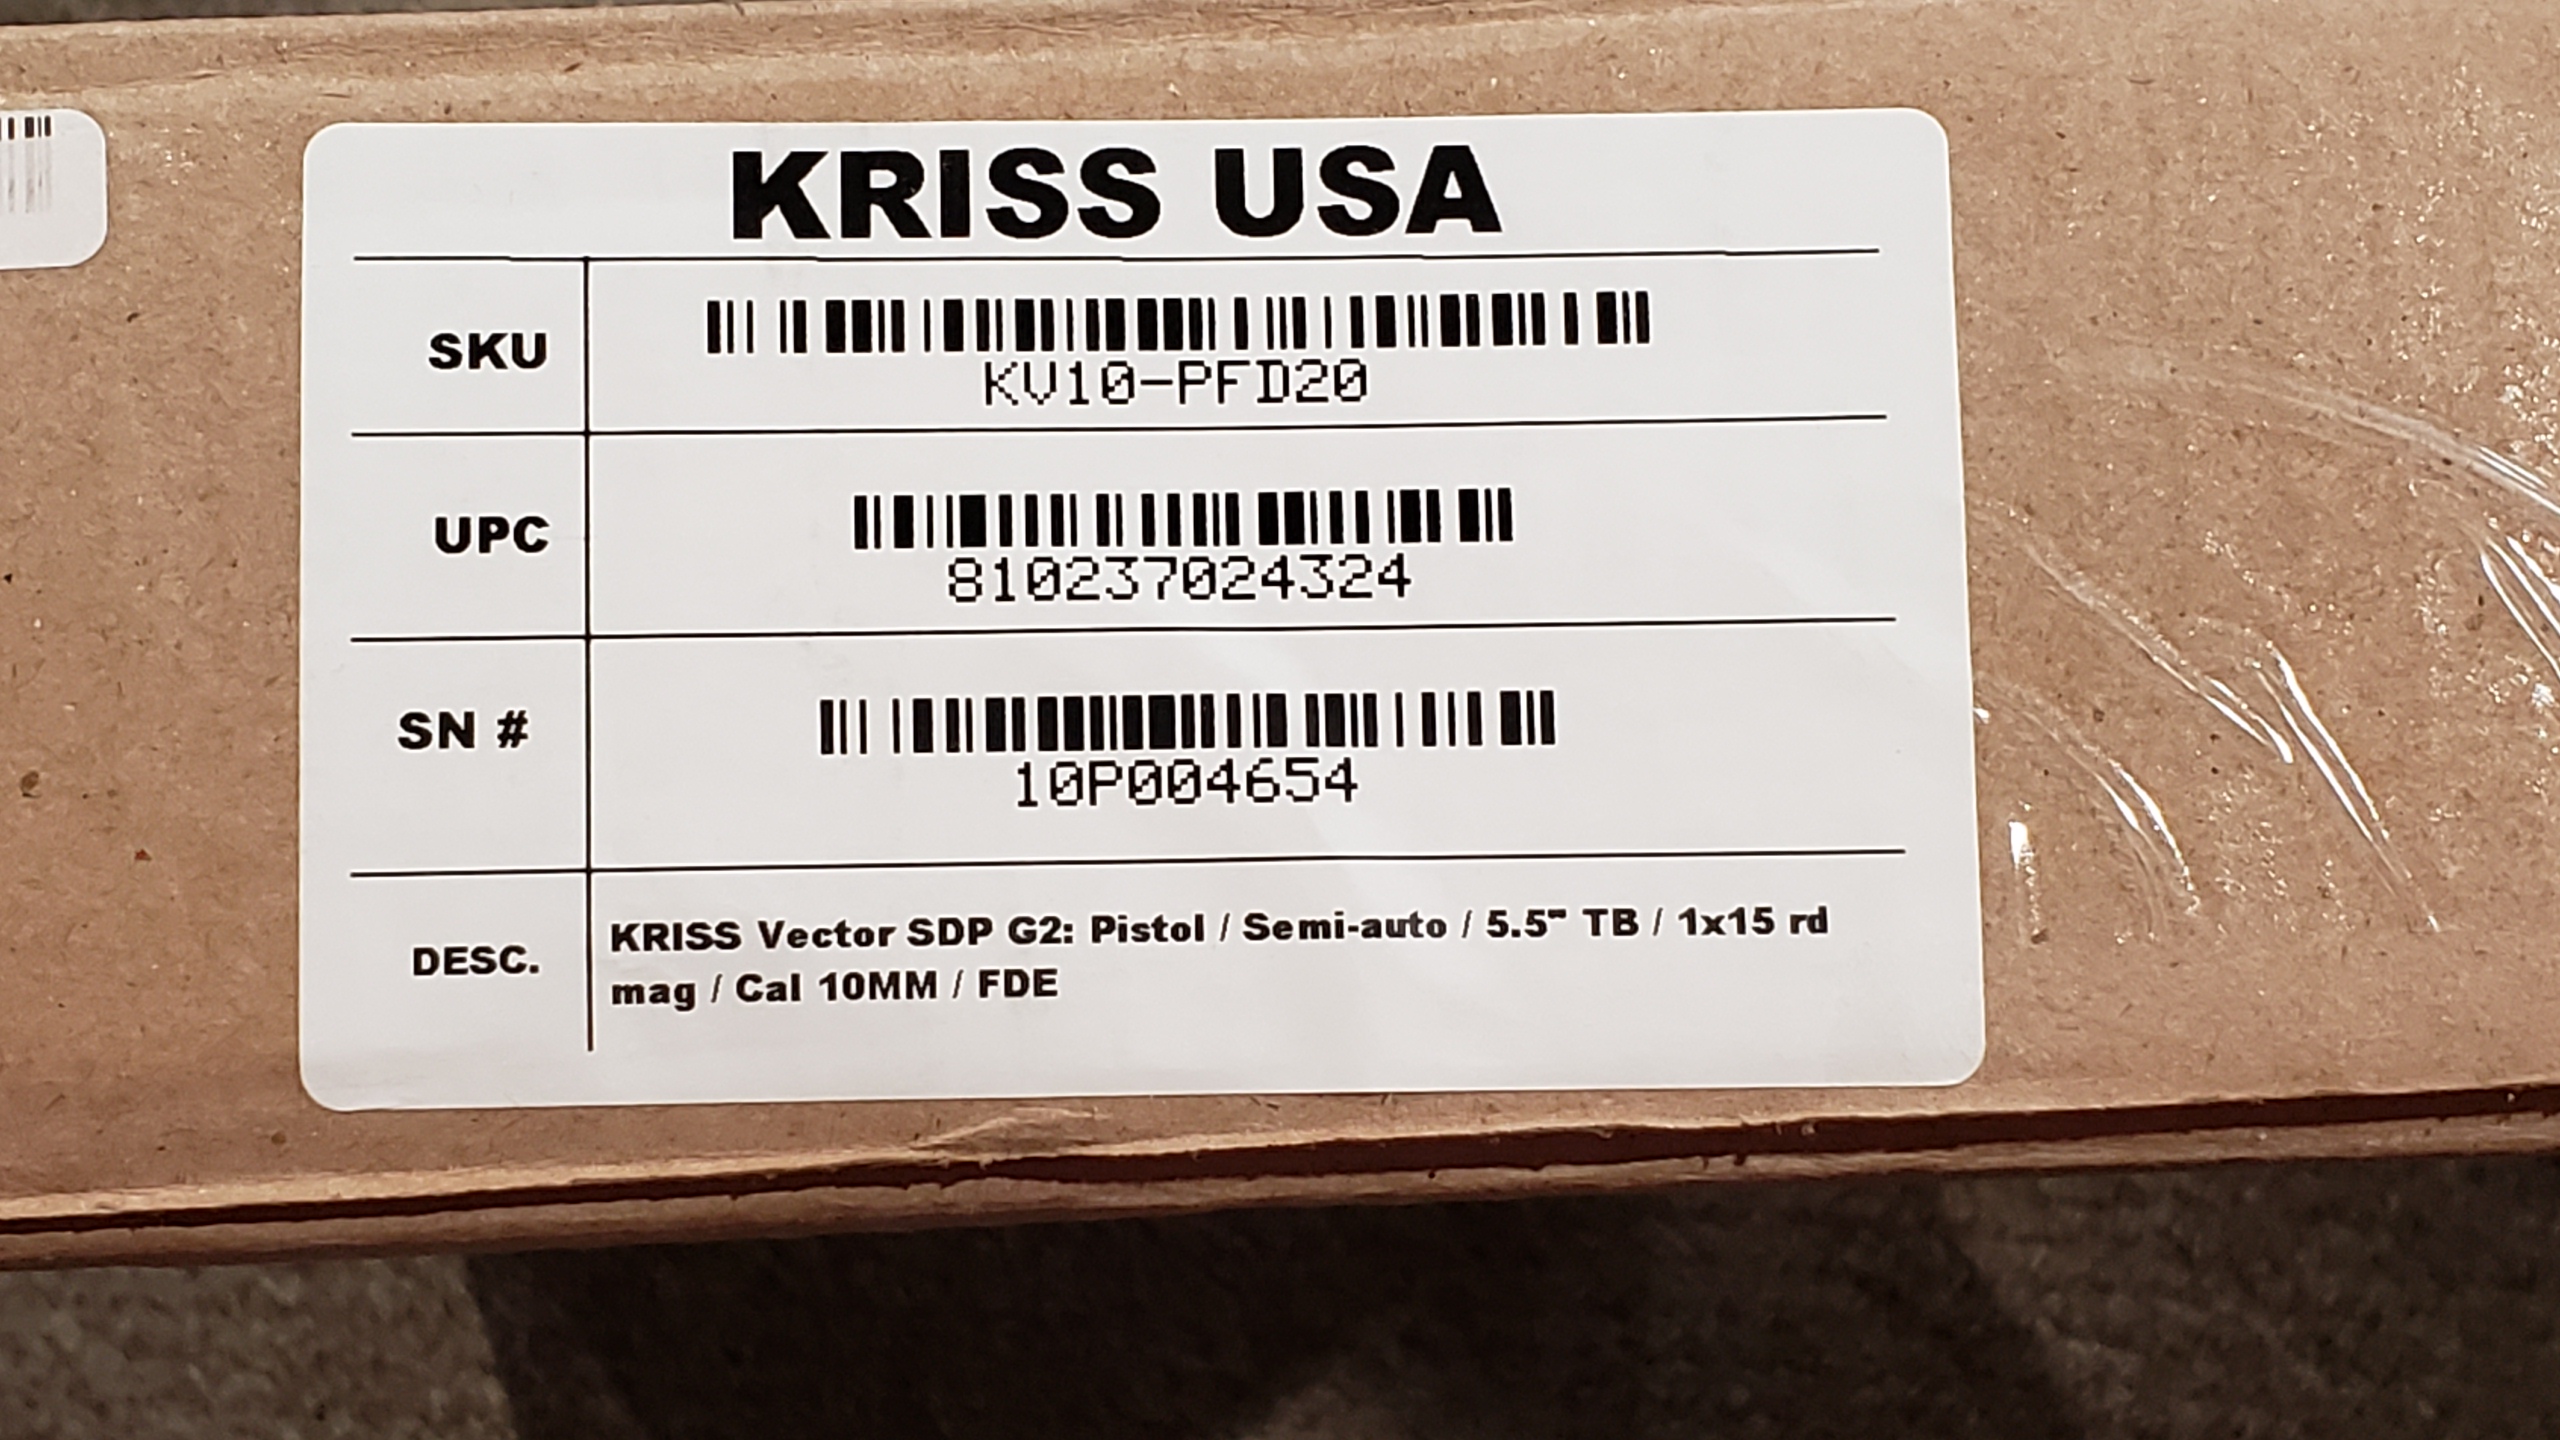 KRISS USA
SKU
KV10-PFD20
UPC
810237024324
SN #
10P004654
DESC.
KRISS Vector SDP G2: Pistol / Semi-auto / 5.5" TB / 1x15 rd
mag / Cal 10MM / FDE